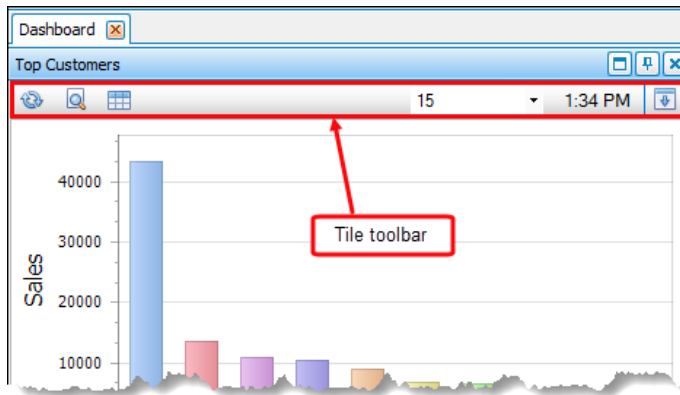 Dashboard
Top Customers
15 1:34 PM
Tile toolbar
40000
30000
Sales
20000
10000